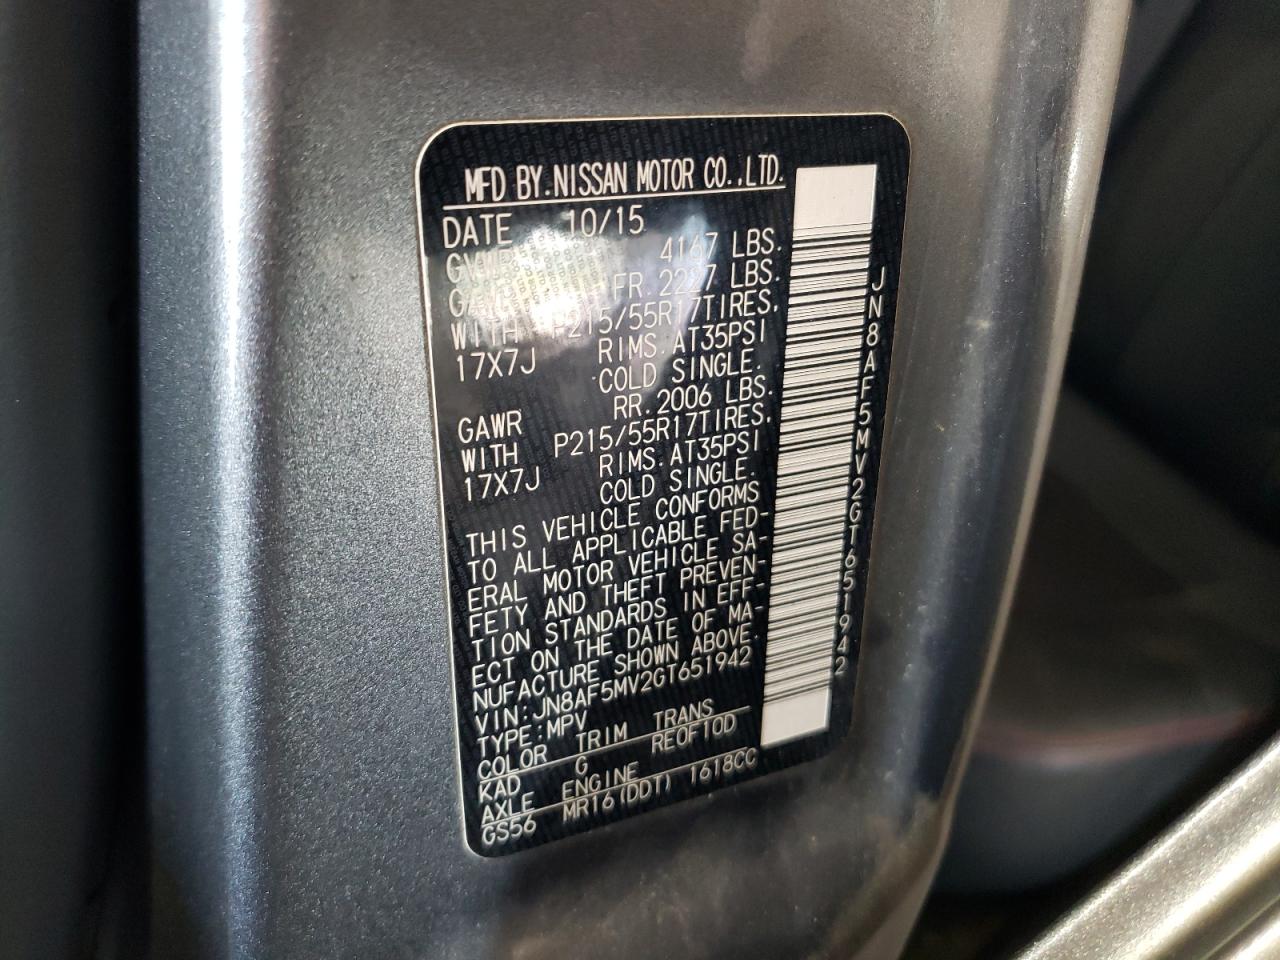 MFD BY. NISSAN MOTOR CO.,LTD.
DATE 10/15
GVWR 4167 LBS.
GAWR FR. 2227 LBS.
WITH P215/55R17TIRES,
17X7J RIMS. AT35PSI
COLD SINGLE.
GAWR RR. 2006 LBS.
WITH P215/55R17TIRES,
17X7J RIMS. AT35PSI
COLD SINGLE.
THIS VEHICLE CONFORMS
TO ALL APPLICABLE FED-
ERAL MOTOR VEHICLE SA-
FETY AND THEFT PREVEN-
TION STANDARDS IN EFF-
ECT ON THE DATE OF MA-
NUFACTURE SHOWN ABOVE.
VIN:JN8AF5MV2GT651942
TYPE:MPV
COLOR TRIM TRANS
KAD G RE0F10D
AXLE ENGINE
GS56 MR16(DDT) 1618CC
JN8AF5MV2GT651942